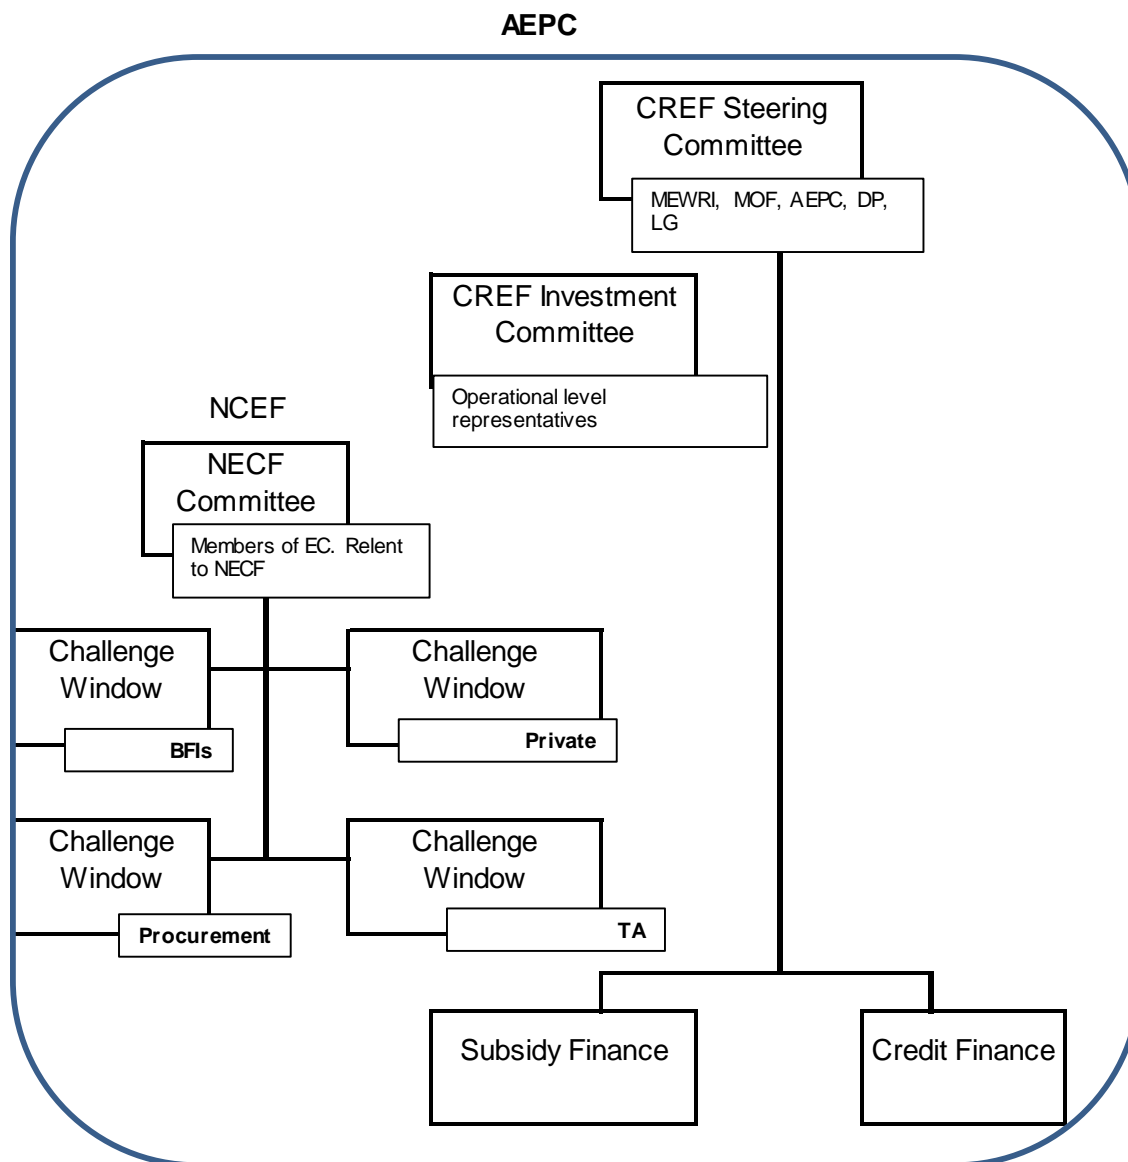 AEPC
CREF Steering
Committee
MEWRI, MOF, AEPC, DP,
LG
CREF Investment
Committee
Operational level
representatives
NCEF
NECF
Committee
Members of EC. Relent
to NECF
Challenge
Window
BFIs
Challenge
Window
Private
Challenge
Window
Procurement
Challenge
Window
TA
Subsidy Finance
Credit Finance